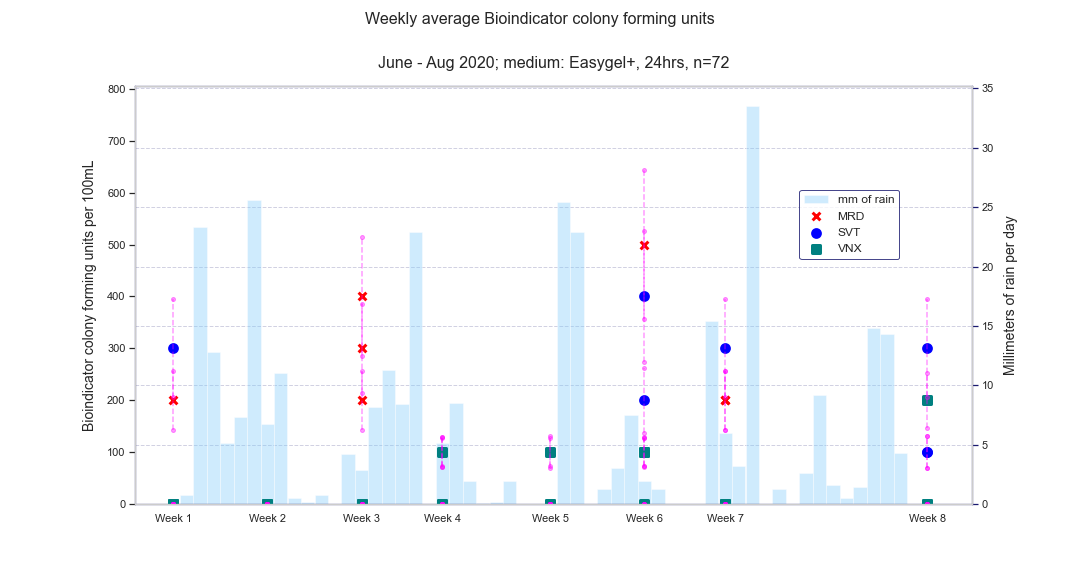 Weekly average Bioindicator colony forming units
June - Aug 2020; medium: Easygel+, 24hrs, n=72
Bioindicator colony forming units per 100mL
800
700
600
500
400
300
200
100
0
35
30
25
20
15
10
5
0
Millimeters of rain per day
mm of rain
MRD
SVT
VNX
Week 1 Week 2 Week 3 Week 4 Week 5 Week 6 Week 7 Week 8